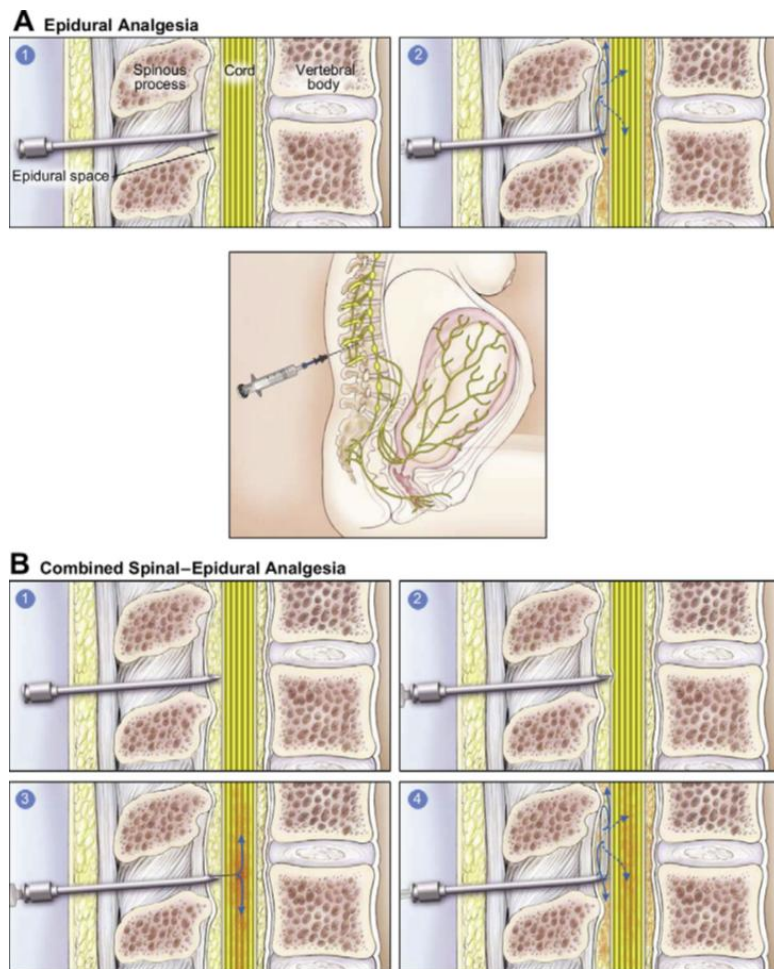 A Epidural Analgesia
1
Spinous
process
Cord
Vertebral
body
Epidural space
2
B Combined Spinal–Epidural Analgesia
1
2
3
4